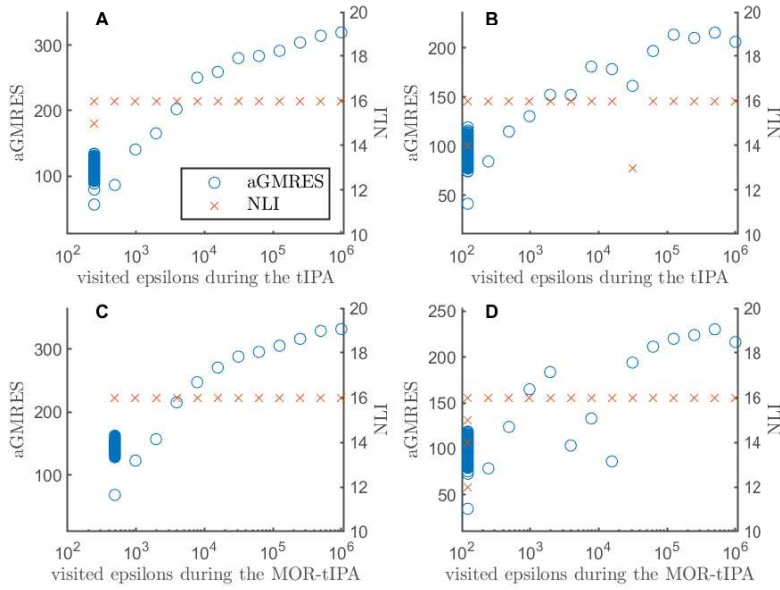 A
B
350
300
200
100
aGMRES
20
18
16
14
12
10
NLI
aGMRES
NLI
10^2 10^3 10^4 10^5 10^6
visited epsilons during the tIPA
200
150
100
50
aGMRES
20
18
16
14
12
10
NLI
10^2 10^3 10^4 10^5 10^6
visited epsilons during the tIPA
C
D
300
200
100
aGMRES
20
18
16
14
12
10
NLI
10^2 10^3 10^4 10^5 10^6
visited epsilons during the MOR-tIPA
250
200
150
100
50
aGMRES
20
18
16
14
12
10
NLI
10^2 10^3 10^4 10^5 10^6
visited epsilons during the MOR-tIPA